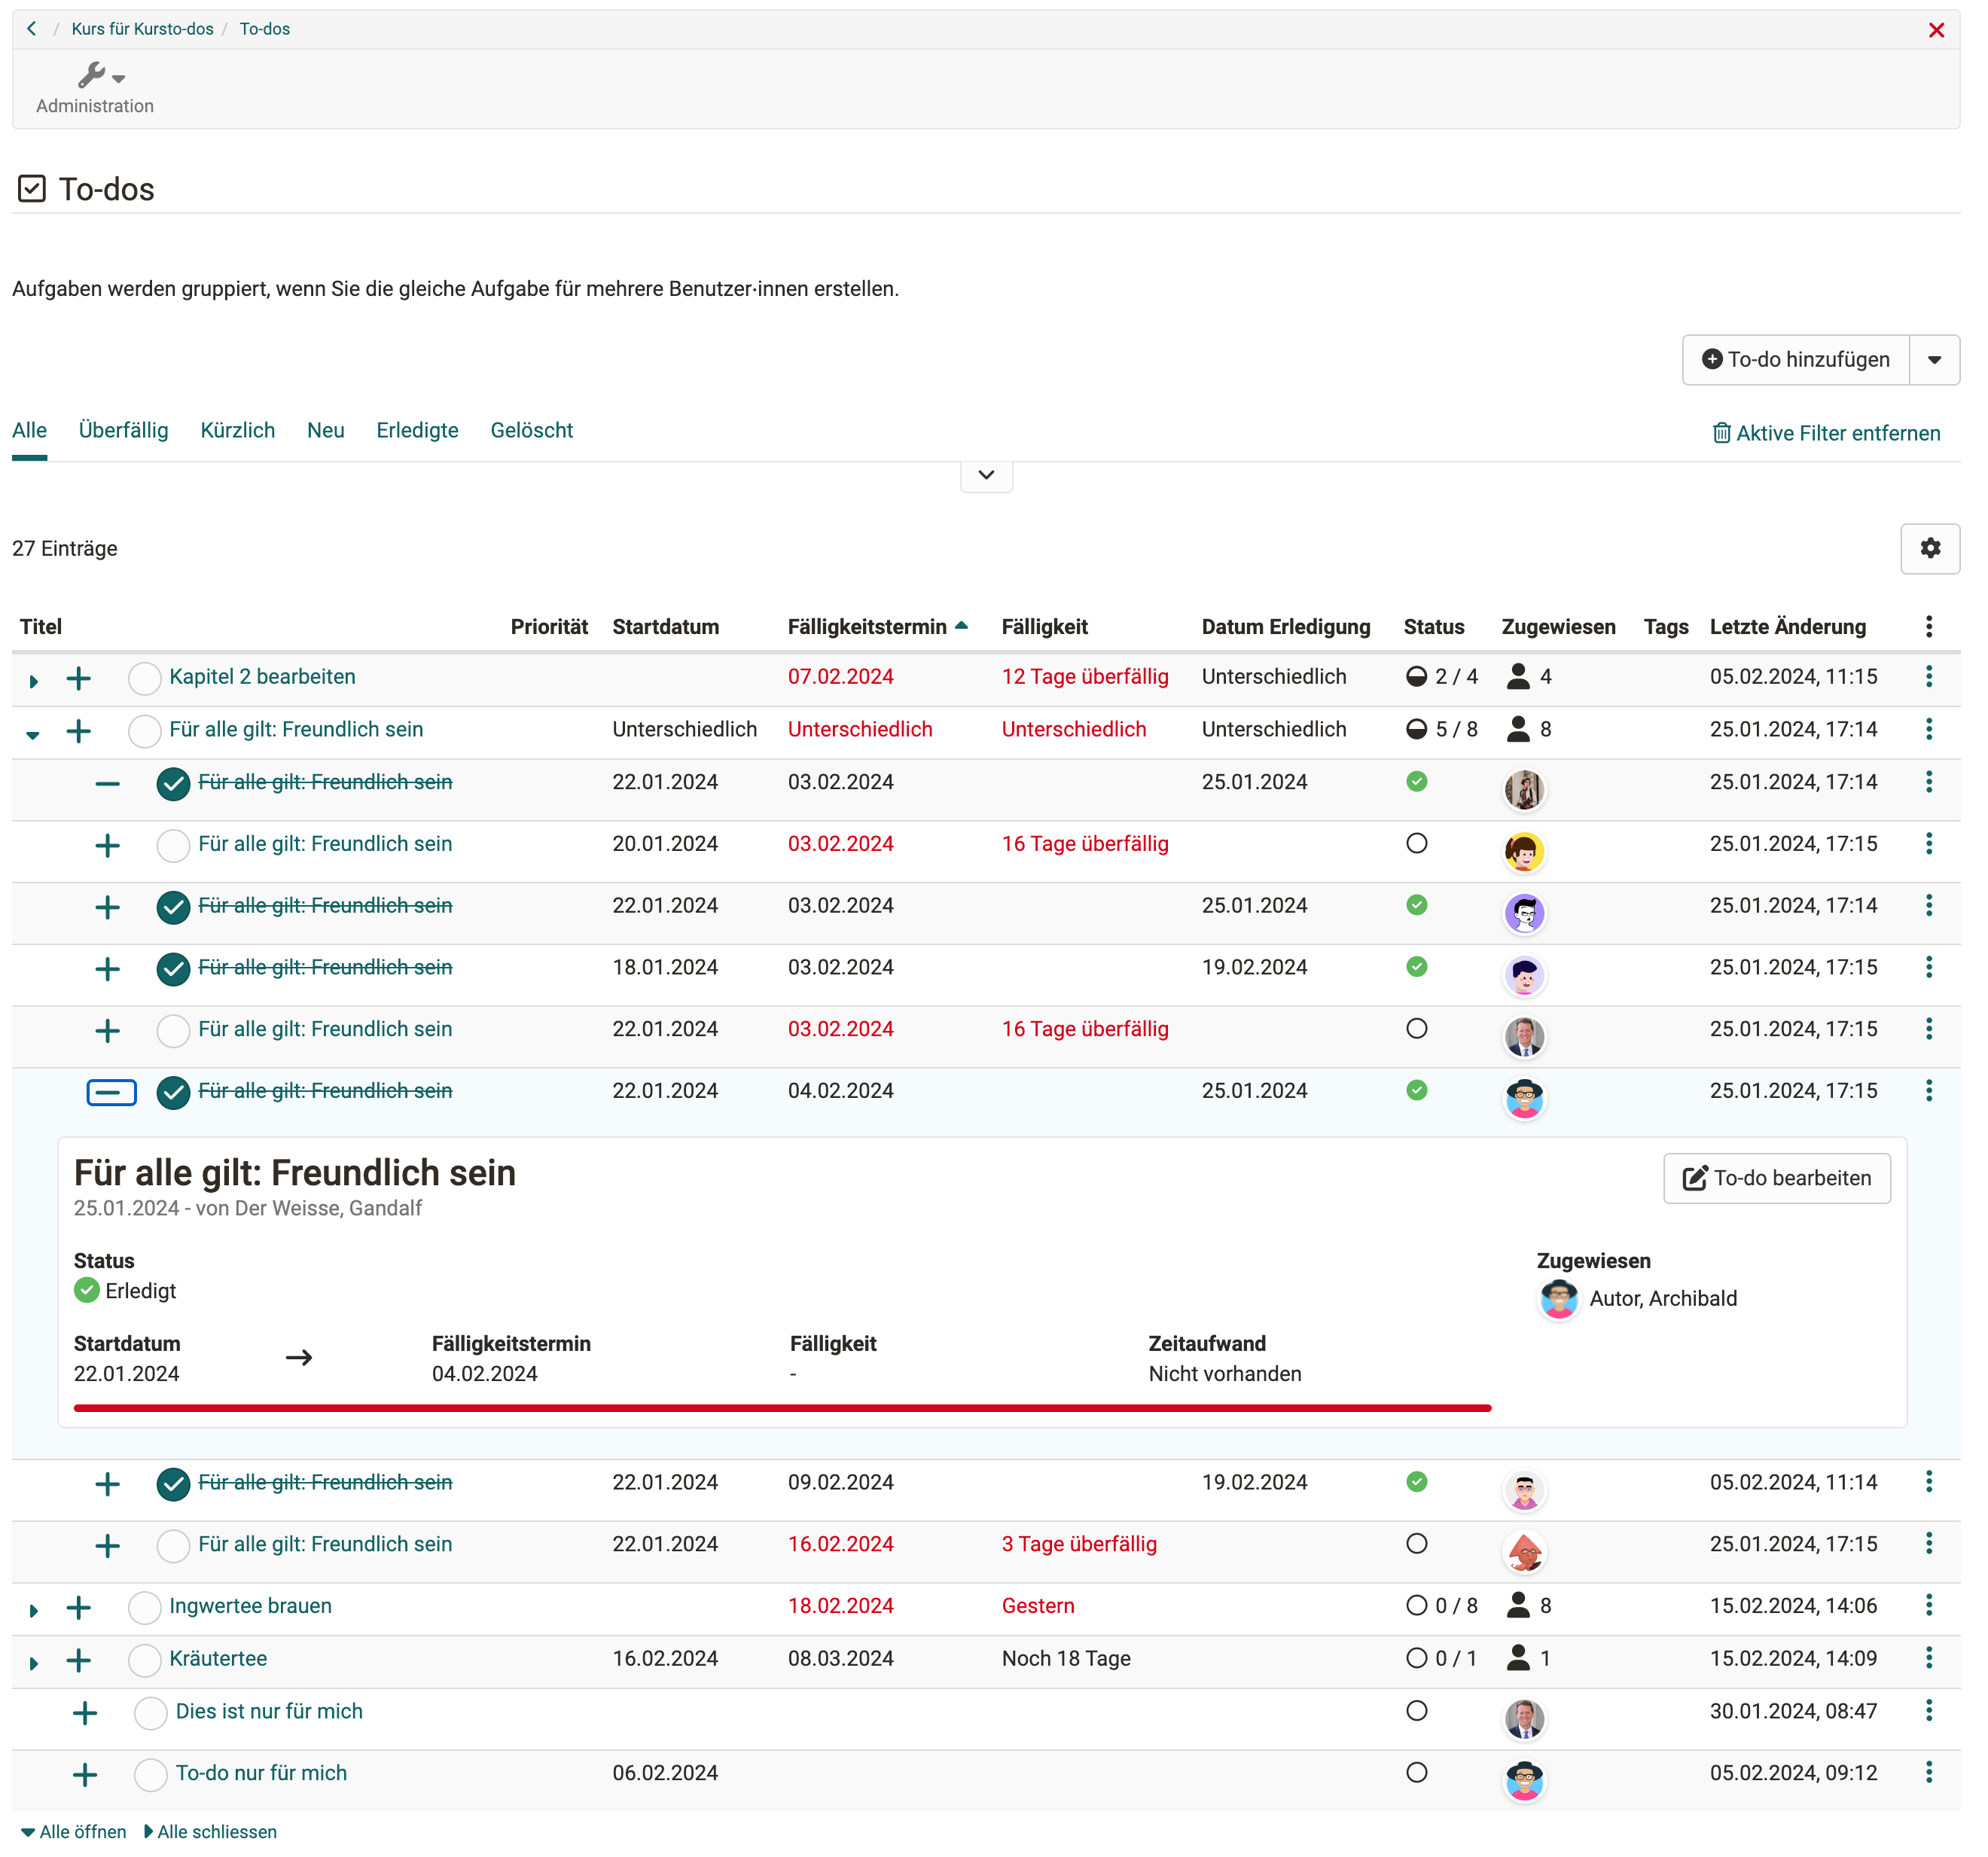 / Kurs für Kursto-dos / To-dos
Administration
To-dos
Aufgaben werden gruppiert, wenn Sie die gleiche Aufgabe für mehrere Benutzer·innen erstellen.
To-do hinzufügen
Alle Überfällig Kürzlich Neu Erledigte Gelöscht Aktive Filter entfernen
27 Einträge
Titel Priorität Startdatum Fälligkeitstermin Fälligkeit Datum Erledigung Status Zugewiesen Tags Letzte Änderung
Kapitel 2 bearbeiten 07.02.2024 12 Tage überfällig Unterschiedlich 2 / 4 4 05.02.2024, 11:15
Für alle gilt: Freundlich sein Unterschiedlich Unterschiedlich Unterschiedlich Unterschiedlich 5 / 8 8 25.01.2024, 17:14
Für alle gilt: Freundlich sein 22.01.2024 03.02.2024 25.01.2024 25.01.2024, 17:14
Für alle gilt: Freundlich sein 20.01.2024 03.02.2024 16 Tage überfällig 25.01.2024, 17:15
Für alle gilt: Freundlich sein 22.01.2024 03.02.2024 25.01.2024 25.01.2024, 17:14
Für alle gilt: Freundlich sein 18.01.2024 03.02.2024 19.02.2024 25.01.2024, 17:15
Für alle gilt: Freundlich sein 22.01.2024 03.02.2024 16 Tage überfällig 25.01.2024, 17:15
Für alle gilt: Freundlich sein 22.01.2024 04.02.2024 25.01.2024 25.01.2024, 17:15
Für alle gilt: Freundlich sein
To-do bearbeiten
25.01.2024 - von Der Weisse, Gandalf
Status Zugewiesen
Erledigt Autor, Archibald
Startdatum Fälligkeitstermin Fälligkeit Zeitaufwand
22.01.2024 → 04.02.2024 - Nicht vorhanden
Für alle gilt: Freundlich sein 22.01.2024 09.02.2024 19.02.2024 05.02.2024, 11:14
Für alle gilt: Freundlich sein 22.01.2024 16.02.2024 3 Tage überfällig 25.01.2024, 17:15
Ingwertee brauen 18.02.2024 Gestern 0 / 8 8 15.02.2024, 14:06
Kräutertee 16.02.2024 08.03.2024 Noch 18 Tage 0 / 1 1 15.02.2024, 14:09
Dies ist nur für mich 30.01.2024, 08:47
To-do nur für mich 06.02.2024 05.02.2024, 09:12
Alle öffnen Alle schliessen